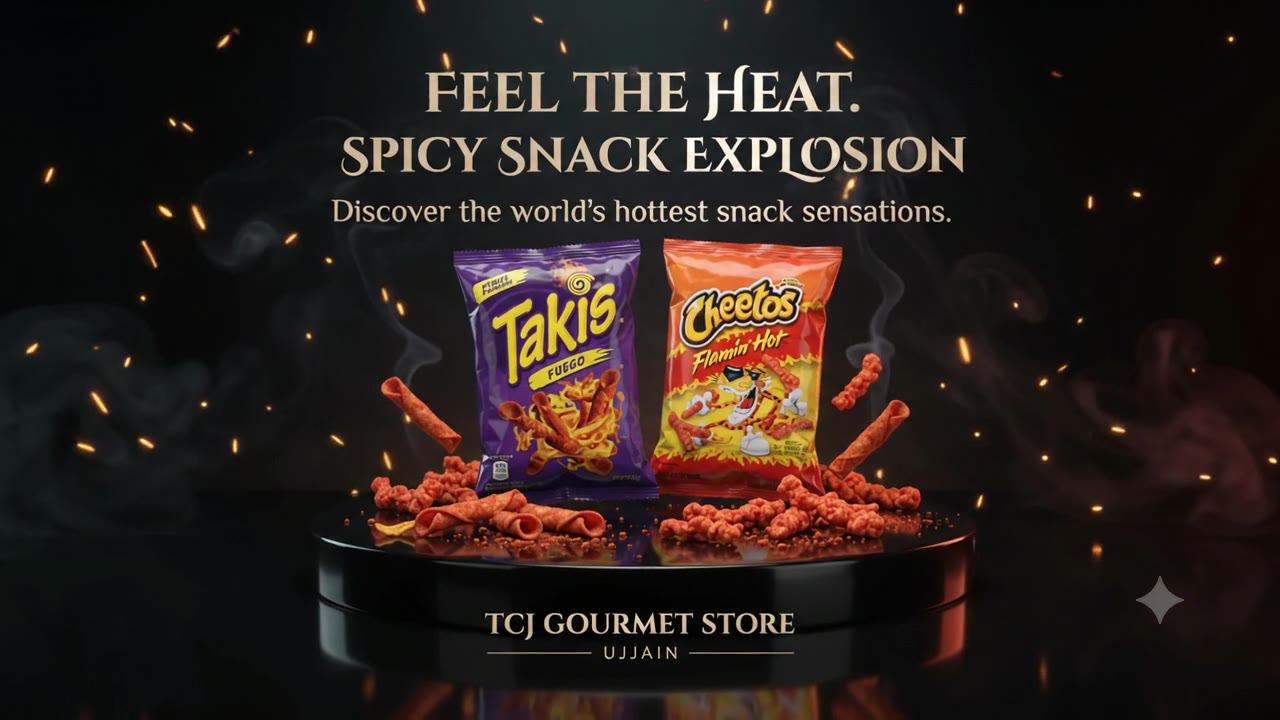 FEEL THE HEAT.
SPICY SNACK EXPLOSION
Discover the world's hottest snack sensations.
Takis
FUEGO
Cheetos
Flamin' Hot
TCJ GOURMET STORE
UJJAIN